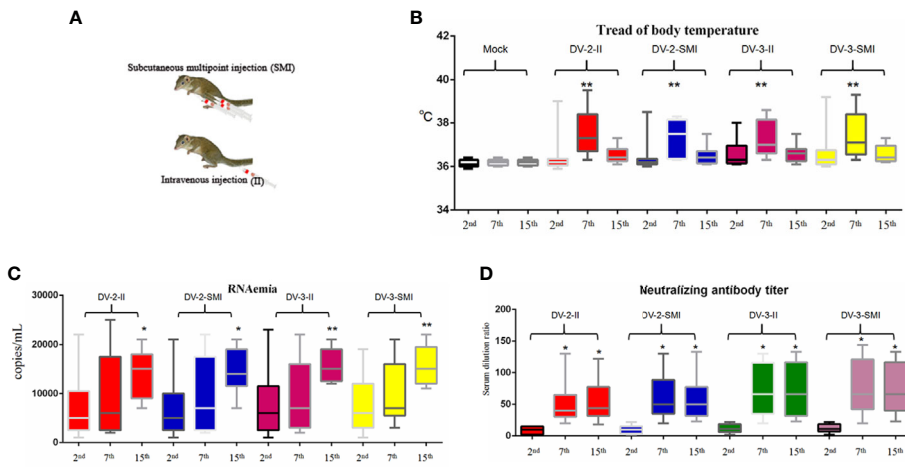 A
Subcutaneous multipoint injection (SMI)
Intravenous injection (II)
B
Tread of body temperature
Mock DV-2-II DV-2-SMI DV-3-II DV-3-SMI
** ** ** **
42
40
38
36
34
°C
2nd 7th 15th 2nd 7th 15th 2nd 7th 15th 2nd 7th 15th 2nd 7th 15th
C
RNAemia
DV-2-II DV-2-SMI DV-3-II DV-3-SMI
* * ** **
30000
20000
10000
0
copies/mL
2nd 7th 15th 2nd 7th 15th 2nd 7th 15th 2nd 7th 15th
D
Neutralizing antibody titer
DV-2-II DV-2-SMI DV-3-II DV-3-SMI
* * * * * * * *
200
150
100
50
0
Serum dilution ratio
2nd 7th 15th 2nd 7th 15th 2nd 7th 15th 2nd 7th 15th